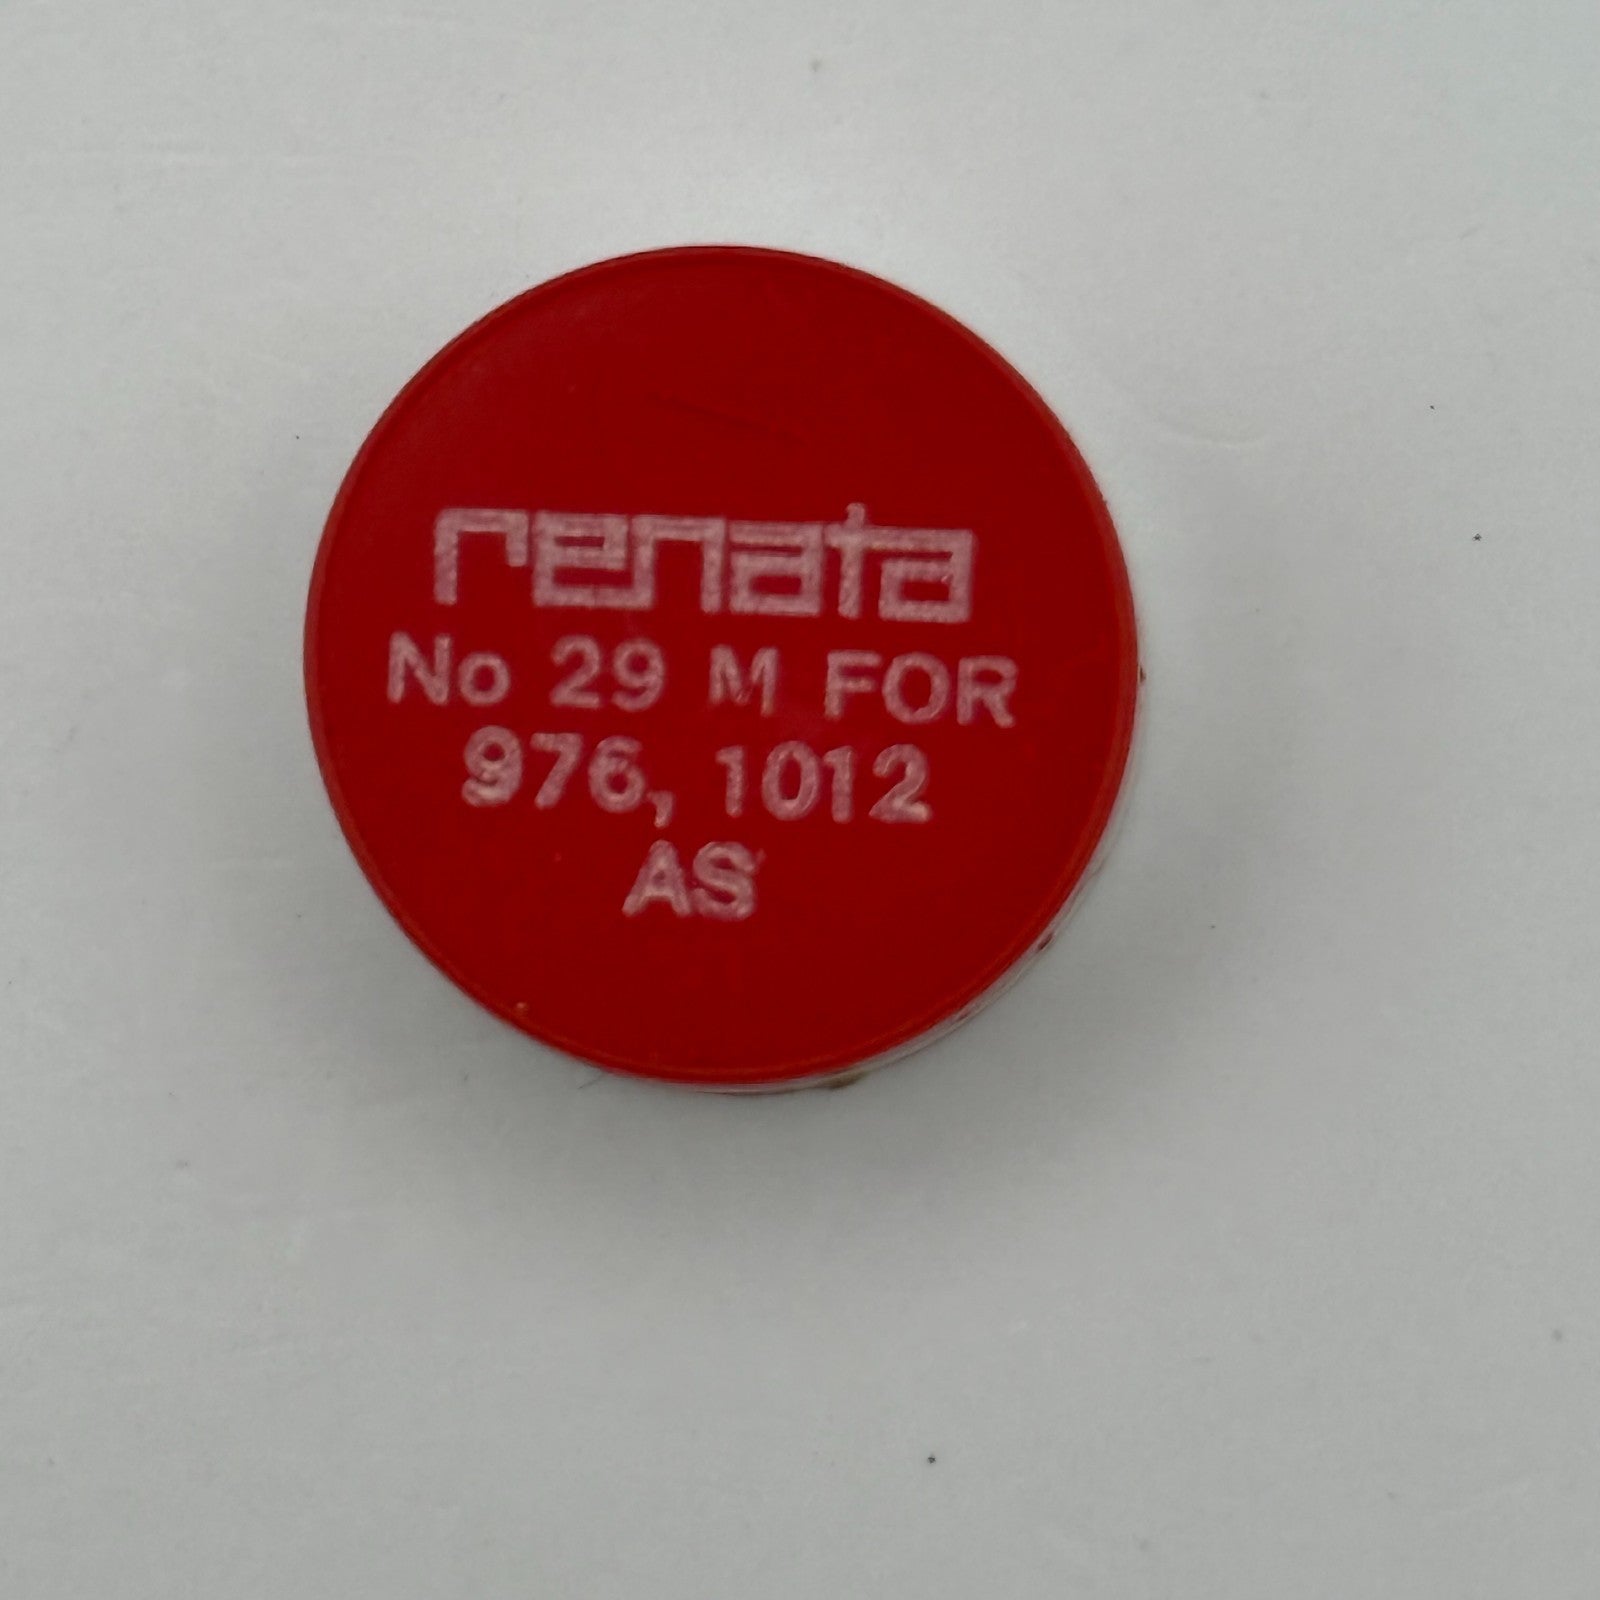 renata
No 29 M FOR
976, 1012
AS